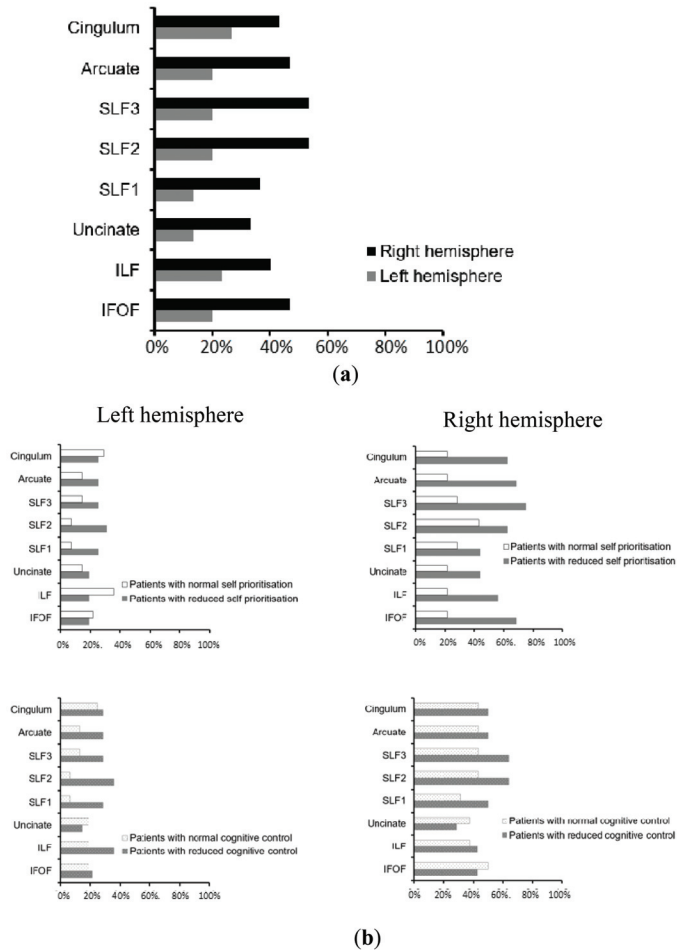 Cingulum
Arcuate
SLF3
SLF2
SLF1
Uncinate
ILF
IFOF
Right hemisphere
Left hemisphere
0% 20% 40% 60% 80% 100%
(a)
Left hemisphere
Cingulum
Arcuate
SLF3
SLF2
SLF1
Uncinate
ILF
IFOF
Patients with normal self prioritisation
Patients with reduced self prioritisation
0% 20% 40% 60% 80% 100%
Right hemisphere
Cingulum
Arcuate
SLF3
SLF2
SLF1
Uncinate
ILF
IFOF
Patients with normal self prioritisation
Patients with reduced self prioritisation
0% 20% 40% 60% 80% 100%
Cingulum
Arcuate
SLF3
SLF2
SLF1
Uncinate
ILF
IFOF
Patients with normal cognitive control
Patients with reduced cognitive control
0% 20% 40% 60% 80% 100%
Cingulum
Arcuate
SLF3
SLF2
SLF1
Uncinate
ILF
IFOF
Patients with normal cognitive control
Patients with reduced cognitive control
0% 20% 40% 60% 80% 100%
(b)